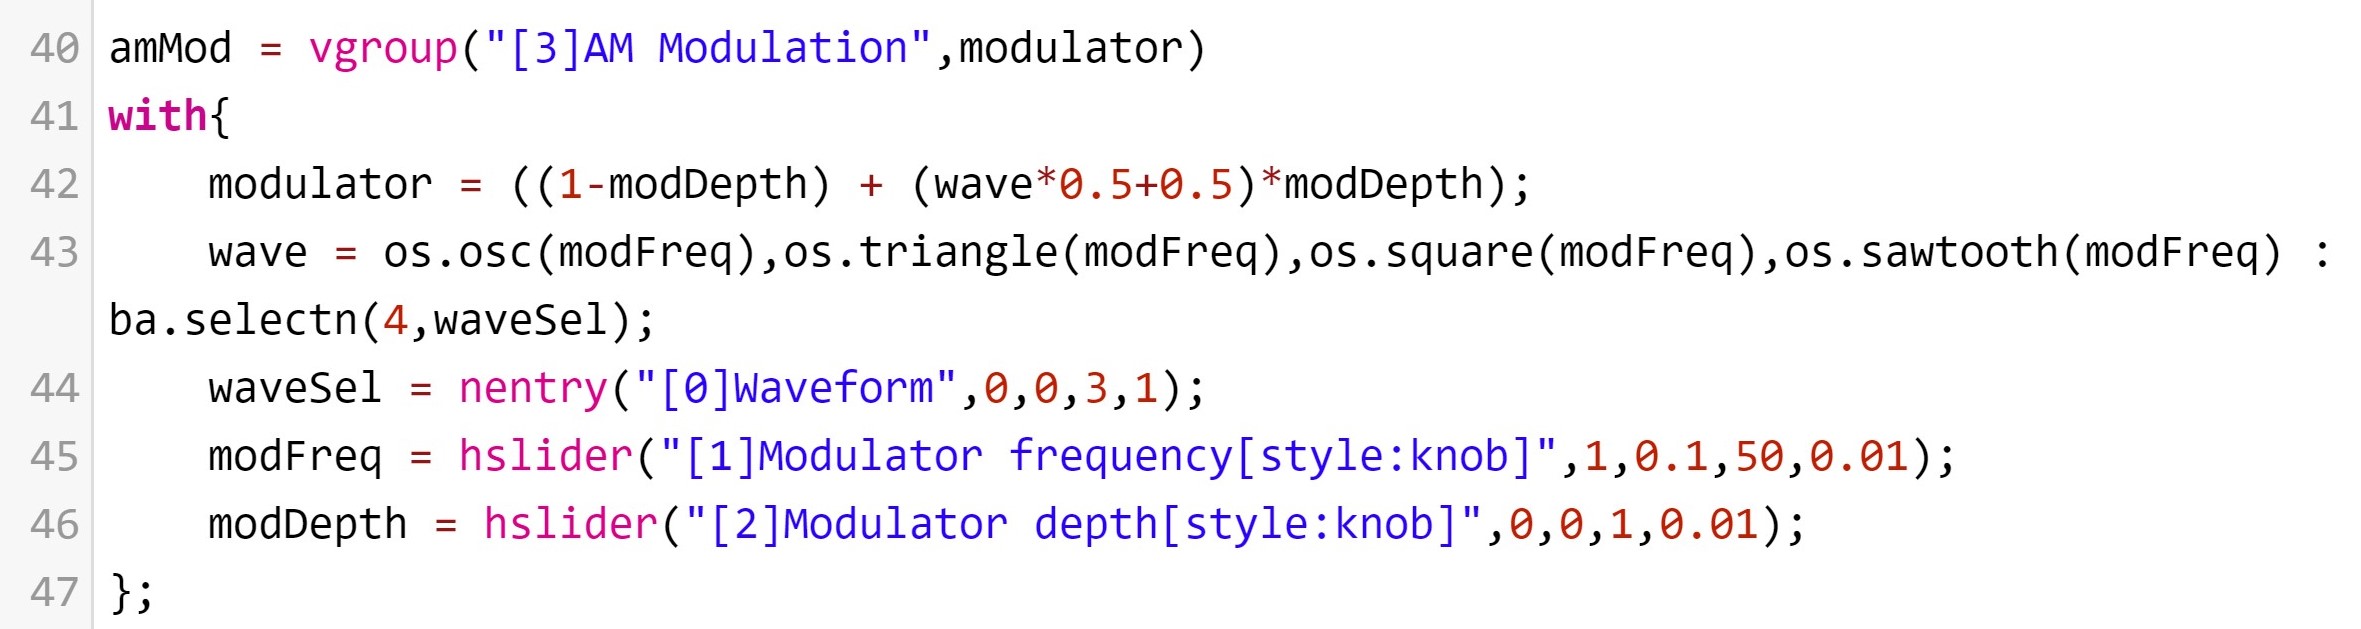 40 amMod = vgroup("[3]AM Modulation",modulator)
41 with{
42     modulator = ((1-modDepth) + (wave*0.5+0.5)*modDepth);
43     wave = os.osc(modFreq),os.triangle(modFreq),os.square(modFreq),os.sawtooth(modFreq) :
ba.selectn(4,waveSel);
44     waveSel = nentry("[0]Waveform",0,0,3,1);
45     modFreq = hslider("[1]Modulator frequency[style:knob]",1,0.1,50,0.01);
46     modDepth = hslider("[2]Modulator depth[style:knob]",0,0,1,0.01);
47 };